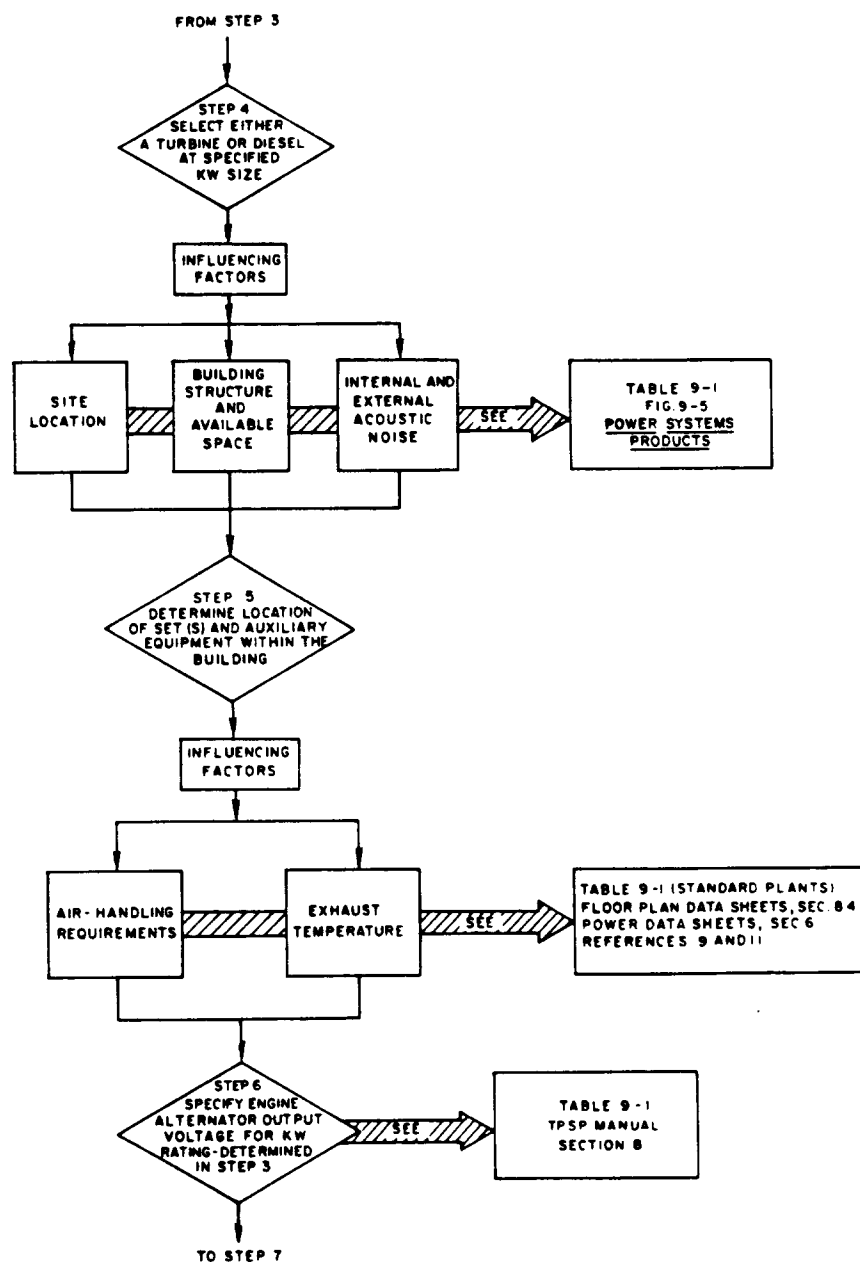 FROM STEP 3
STEP 4
SELECT EITHER
A TURBINE OR DIESEL
AT SPECIFIED
KW SIZE
INFLUENCING
FACTORS
SITE
LOCATION
BUILDING
STRUCTURE
AND
AVAILABLE
SPACE
INTERNAL AND
EXTERNAL
ACOUSTIC
NOISE
SEE
TABLE 9-1
FIG. 9-5
POWER SYSTEMS
PRODUCTS
STEP 5
DETERMINE LOCATION
OF SET (S) AND AUXILIARY
EQUIPMENT WITHIN THE
BUILDING
INFLUENCING
FACTORS
AIR-HANDLING
REQUIREMENTS
EXHAUST
TEMPERATURE
SEE
TABLE 9-1 (STANDARD PLANTS)
FLOOR PLAN DATA SHEETS, SEC. 84
POWER DATA SHEETS, SEC 6
REFERENCES 9 AND 11
STEP 6
SPECIFY ENGINE
ALTERNATOR OUTPUT
VOLTAGE FOR KW
RATING-DETERMINED
IN STEP 3
SEE
TABLE 9-1
TPSP MANUAL
SECTION 8
TO STEP 7